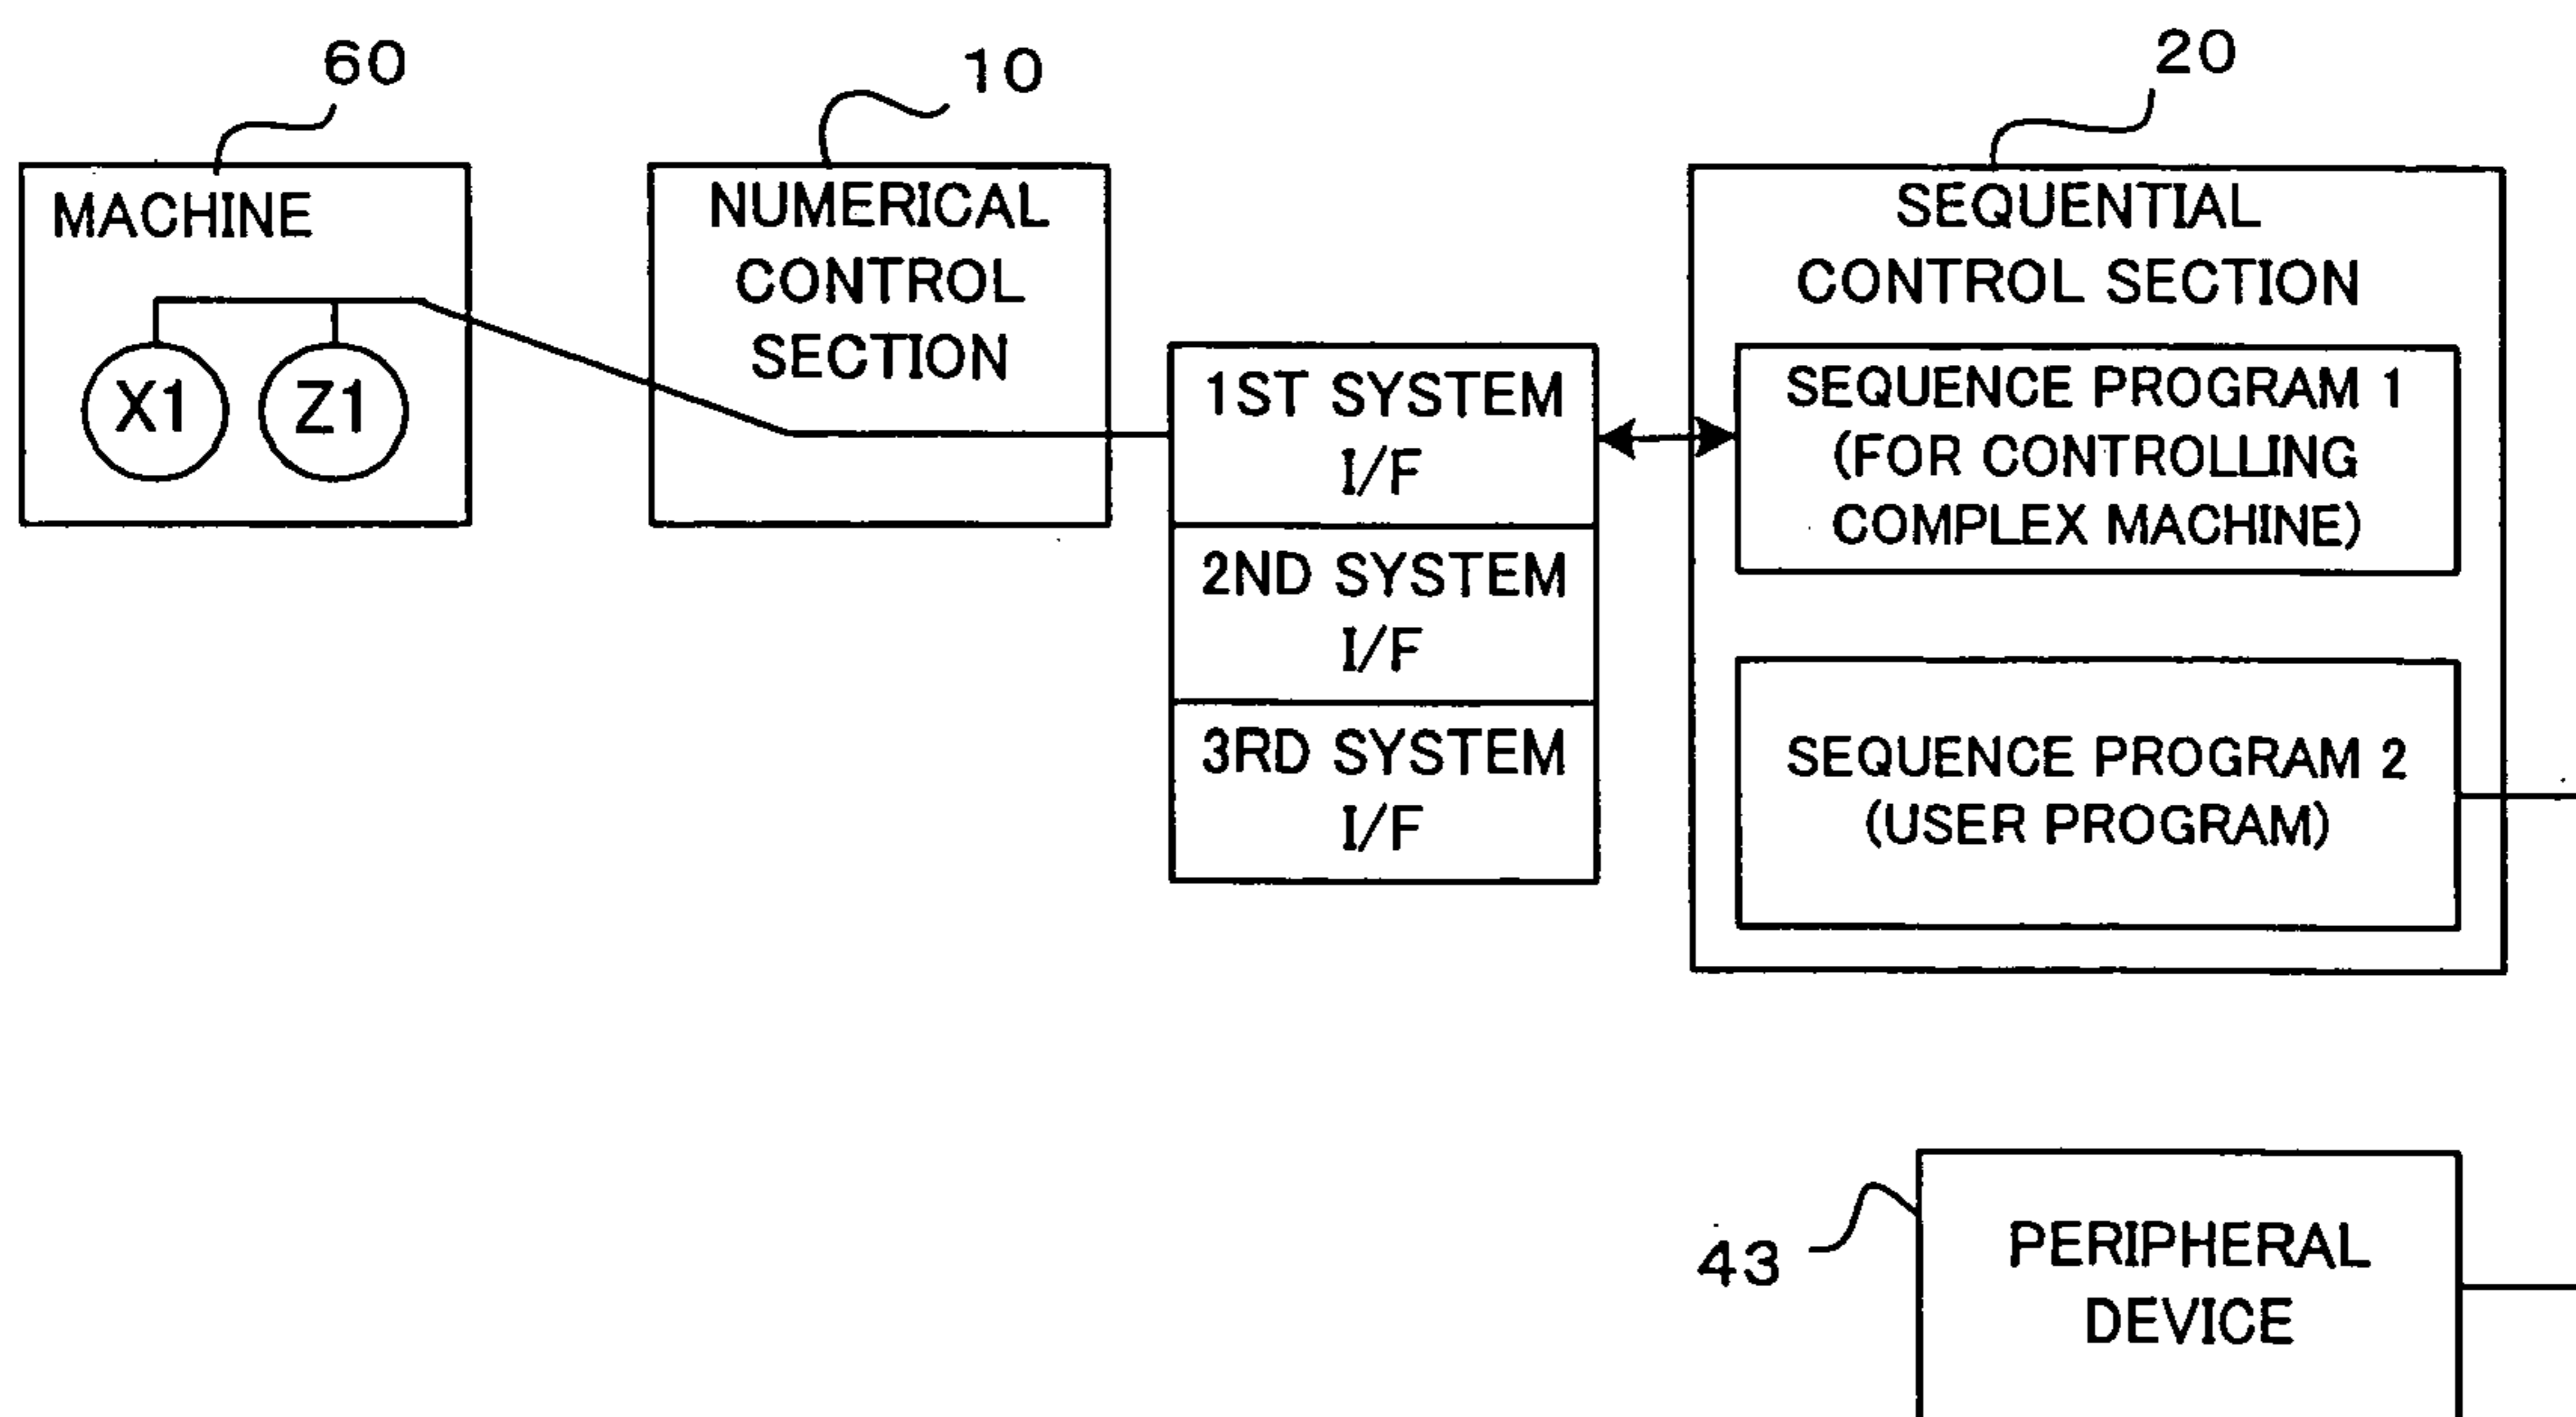 60
10
20
MACHINE
X1
Z1
NUMERICAL
CONTROL
SECTION
1ST SYSTEM
I/F
2ND SYSTEM
I/F
3RD SYSTEM
I/F
SEQUENTIAL
CONTROL SECTION
SEQUENCE PROGRAM 1
(FOR CONTROLLING
COMPLEX MACHINE)
SEQUENCE PROGRAM 2
(USER PROGRAM)
43
PERIPHERAL
DEVICE